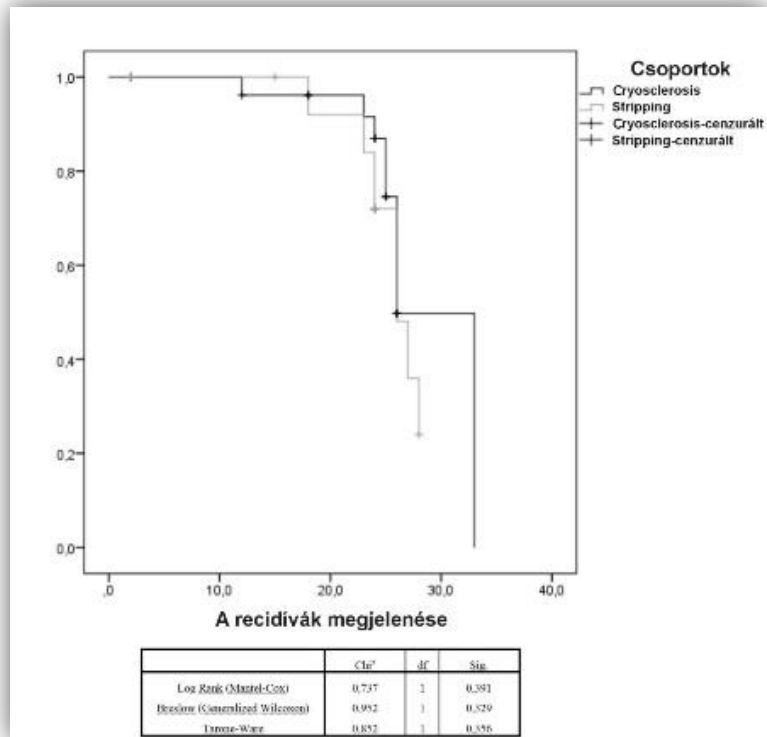 Csoportok
Cryosclerosis
Stripping
Cryosclerosis-cenzurált
Stripping-cenzurált
1,0
0,8
0,6
0,4
0,2
0,0
,0 10,0 20,0 30,0 40,0
A recidívák megjelenése
Chi² df Sig.
Log Rank (Mantel-Cox) 0,737 1 0,391
Breslow (Generalized Wilcoxon) 0,952 1 0,329
Tarone-Ware 0,852 1 0,356